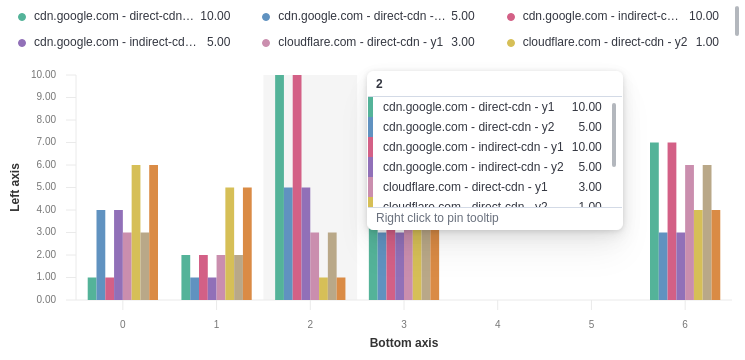 cdn.google.com - direct-cdn… 10.00 cdn.google.com - direct-cdn -… 5.00 cdn.google.com - indirect-c… 10.00
cdn.google.com - indirect-cd… 5.00 cloudflare.com - direct-cdn - y1 3.00 cloudflare.com - direct-cdn - y2 1.00
10.00
9.00
8.00
7.00
6.00
5.00
4.00
3.00
2.00
1.00
0.00
Left axis
2
cdn.google.com - direct-cdn - y1 10.00
cdn.google.com - direct-cdn - y2 5.00
cdn.google.com - indirect-cdn - y1 10.00
cdn.google.com - indirect-cdn - y2 5.00
cloudflare.com - direct-cdn - y1 3.00
cloudflare.com - direct-cdn - y2 1.00
Right click to pin tooltip
0 1 2 3 4 5 6
Bottom axis